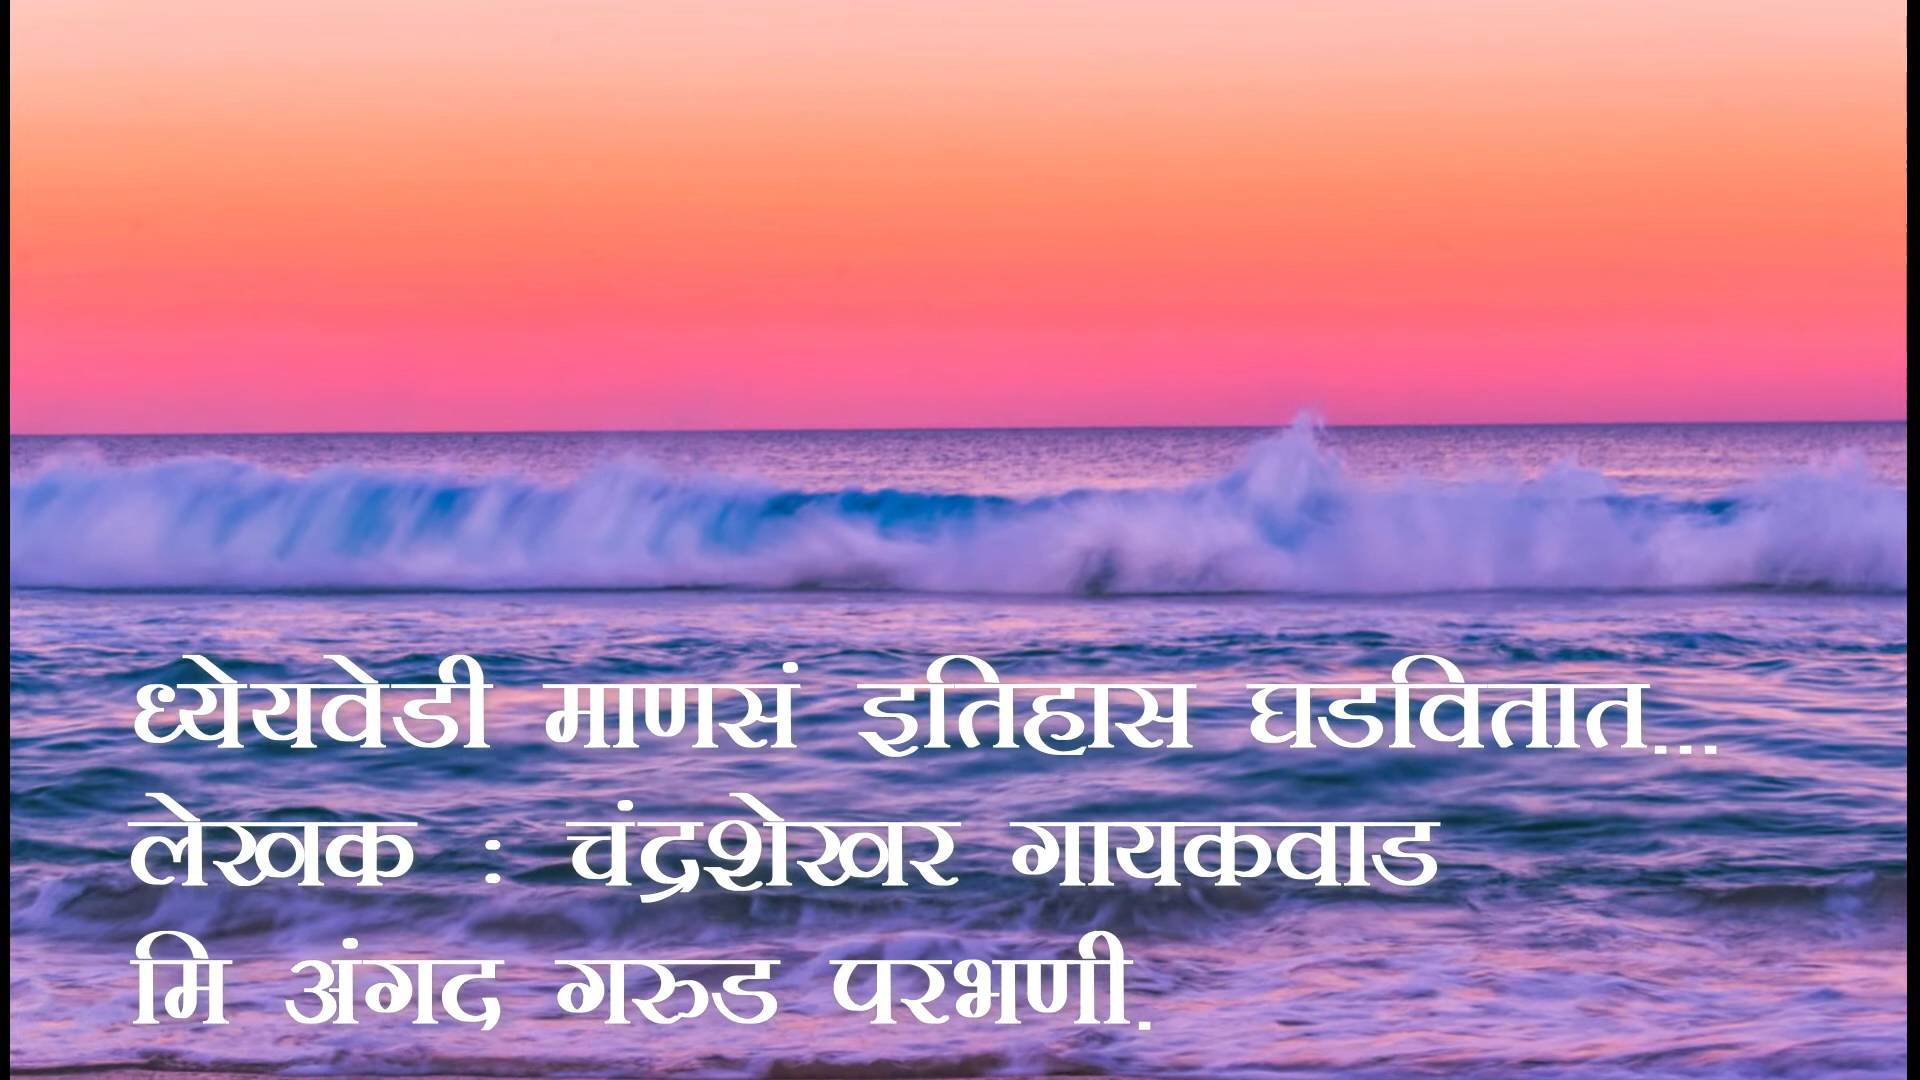 ध्येयवेडी माणसं इतिहास घडवितात...
लेखक : चंद्रशेखर गायकवाड
मि अंगद गरुड परभणी.